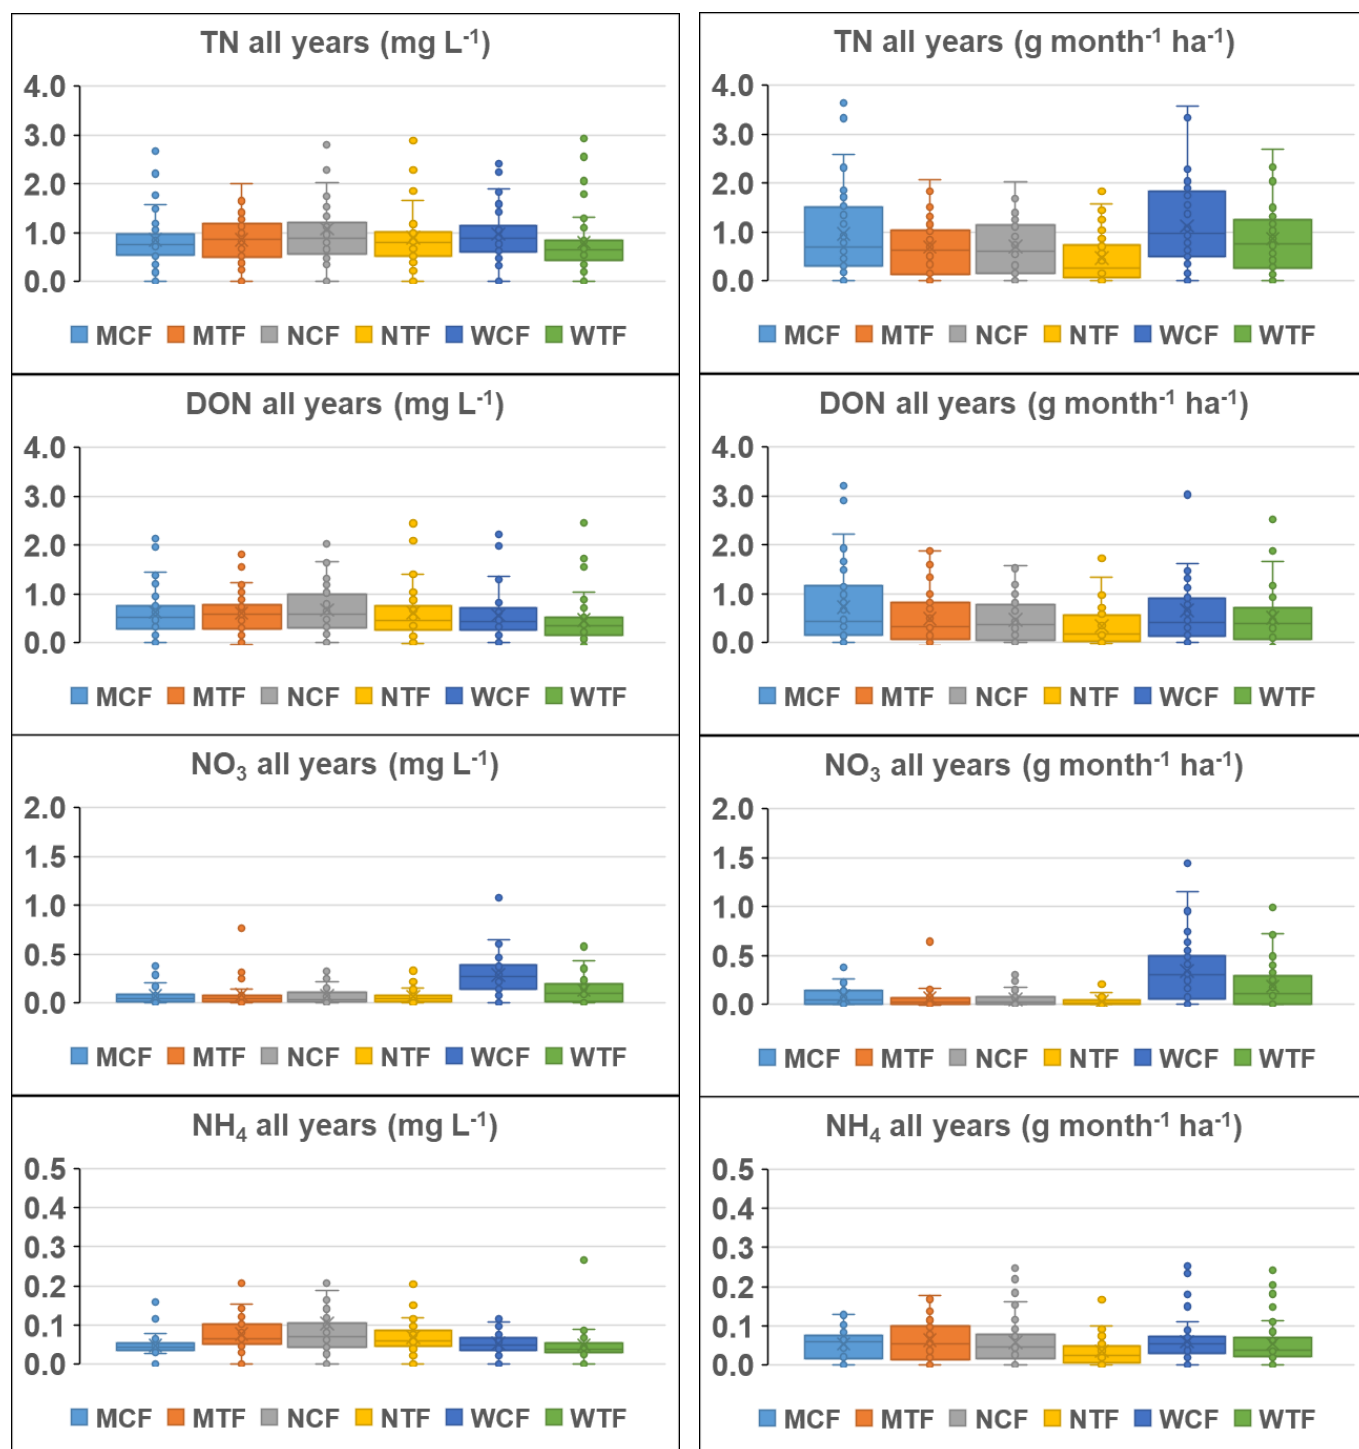 TN all years (mg L⁻¹)
4.0
3.0
2.0
1.0
0.0
MCF MTF NCF NTF WCF WTF
TN all years (g month⁻¹ ha⁻¹)
4.0
3.0
2.0
1.0
0.0
MCF MTF NCF NTF WCF WTF
DON all years (mg L⁻¹)
4.0
3.0
2.0
1.0
0.0
MCF MTF NCF NTF WCF WTF
DON all years (g month⁻¹ ha⁻¹)
4.0
3.0
2.0
1.0
0.0
MCF MTF NCF NTF WCF WTF
NO₃ all years (mg L⁻¹)
2.0
1.5
1.0
0.5
0.0
MCF MTF NCF NTF WCF WTF
NO₃ all years (g month⁻¹ ha⁻¹)
2.0
1.5
1.0
0.5
0.0
MCF MTF NCF NTF WCF WTF
NH₄ all years (mg L⁻¹)
0.5
0.4
0.3
0.2
0.1
0.0
MCF MTF NCF NTF WCF WTF
NH₄ all years (g month⁻¹ ha⁻¹)
0.5
0.4
0.3
0.2
0.1
0.0
MCF MTF NCF NTF WCF WTF